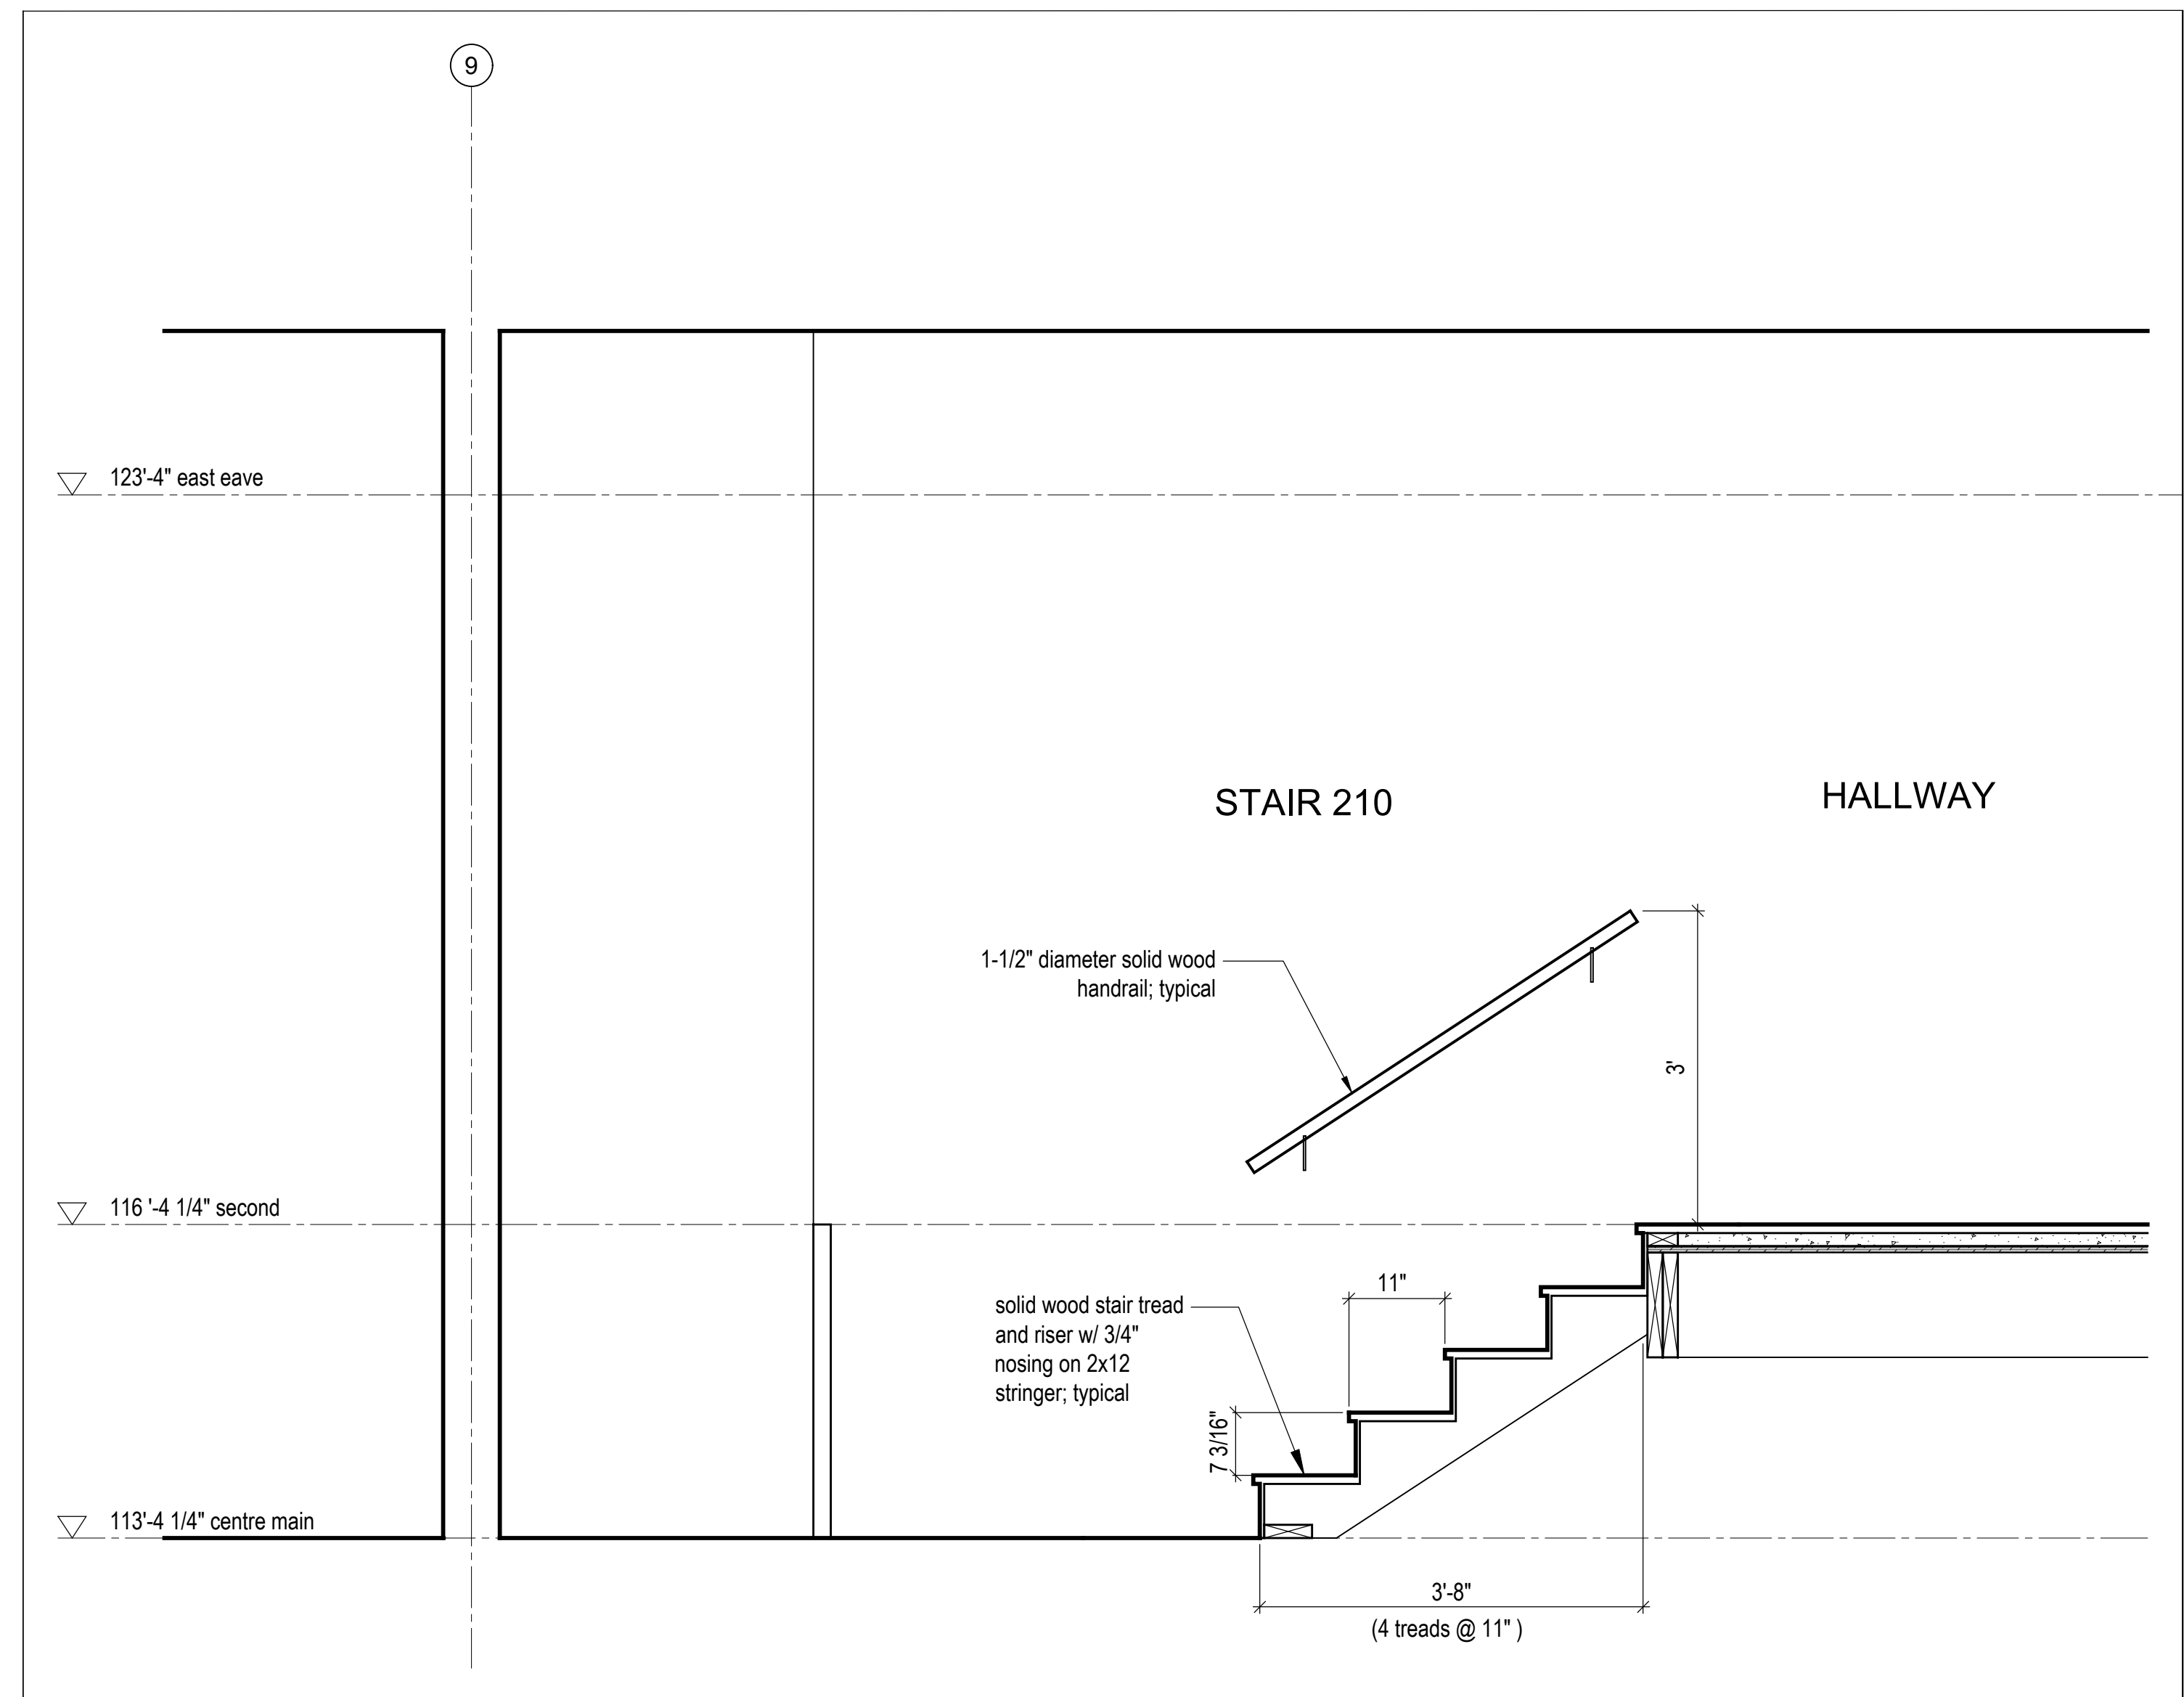 9
123'-4" east eave
STAIR 210
HALLWAY
1-1/2" diameter solid wood
handrail; typical
3'
116 '-4 1/4" second
11"
solid wood stair tread
and riser w/ 3/4"
nosing on 2x12
stringer; typical
7 3/16"
113'-4 1/4" centre main
3'-8"
(4 treads @ 11" )